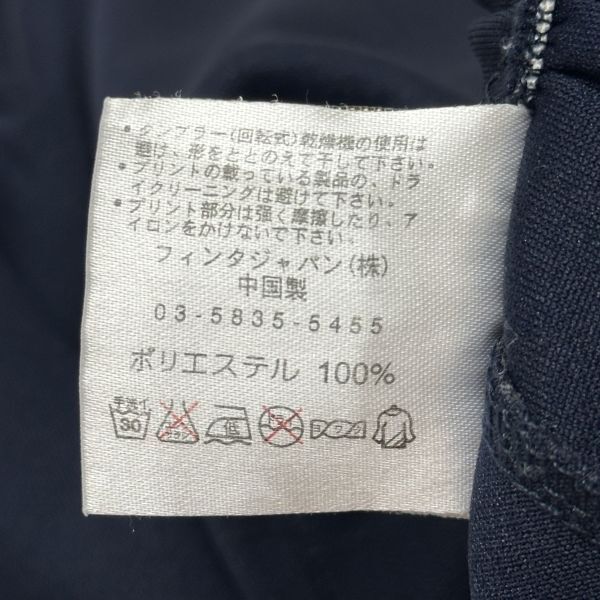 • タンブラー(回転式)乾燥機の使用は
避け、形をととのえて干して下さい。
• プリントの載っている製品の、ドラ
イクリーニングは避けて下さい。
• プリント部分は強く摩擦したり、ア
イロンをかけないで下さい。
フィンタジャパン(株)
中国製
03-5835-5455
ポリエステル 100%
手洗イ 30 低